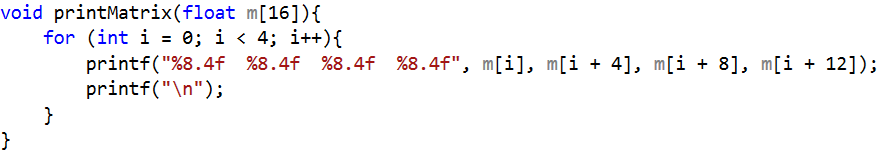 void printMatrix(float m[16]){
    for (int i = 0; i < 4; i++){
        printf("%8.4f  %8.4f  %8.4f  %8.4f", m[i], m[i + 4], m[i + 8], m[i + 12]);
        printf("\n");
    }
}